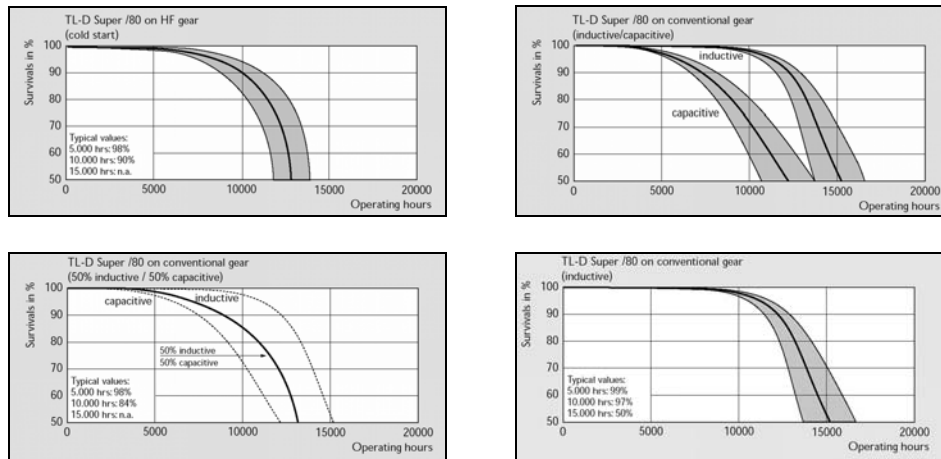 TL-D Super /80 on HF gear
(cold start)
Survivals in %
100
90
80
70
60
50
Typical values:
5.000 hrs: 98%
10.000 hrs: 90%
15.000 hrs: n.a.
0 5000 10000 15000 20000
Operating hours
TL-D Super /80 on conventional gear
(inductive/capacitive)
Survivals in %
100
90
80
70
60
50
inductive
capacitive
0 5000 10000 15000 20000
Operating hours
TL-D Super /80 on conventional gear
(50% inductive / 50% capacitive)
Survivals in %
100
90
80
70
60
50
capacitive
inductive
50% inductive
50% capacitive
Typical values:
5.000 hrs: 98%
10.000 hrs: 84%
15.000 hrs: n.a.
0 5000 10000 15000 20000
Operating hours
TL-D Super /80 on conventional gear
(inductive)
Survivals in %
100
90
80
70
60
50
Typical values:
5.000 hrs: 99%
10.000 hrs: 97%
15.000 hrs: 50%
0 5000 10000 15000 20000
Operating hours